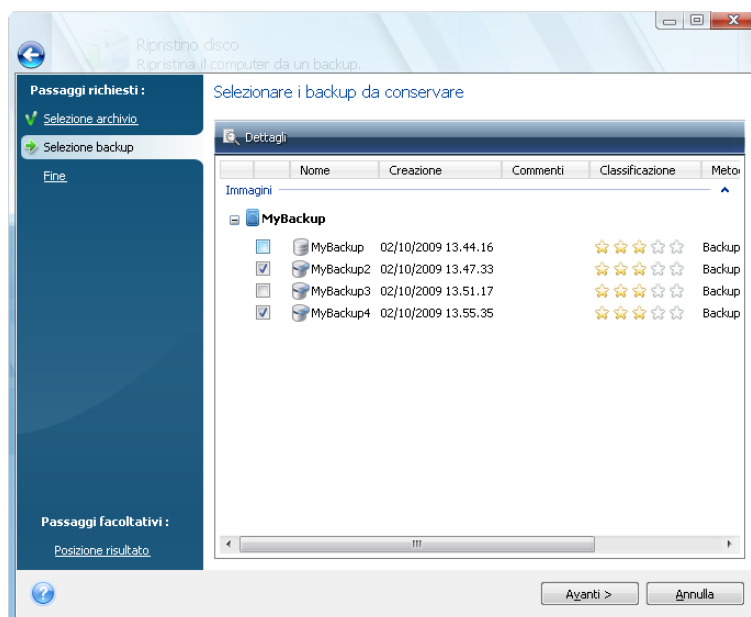 Ripristino disco
Ripristina il computer da un backup.
Passaggi richiesti :
Selezione archivio
Selezione backup
Fine
Passaggi facoltativi :
Posizione risultato
Selezionare i backup da conservare
Dettagli
Nome Creazione Commenti Classificazione Meto
Immagini
MyBackup
MyBackup 02/10/2009 13.44.16 Backup
MyBackup2 02/10/2009 13.47.33 Backup
MyBackup3 02/10/2009 13.51.17 Backup
MyBackup4 02/10/2009 13.55.35 Backup
Avanti > Annulla